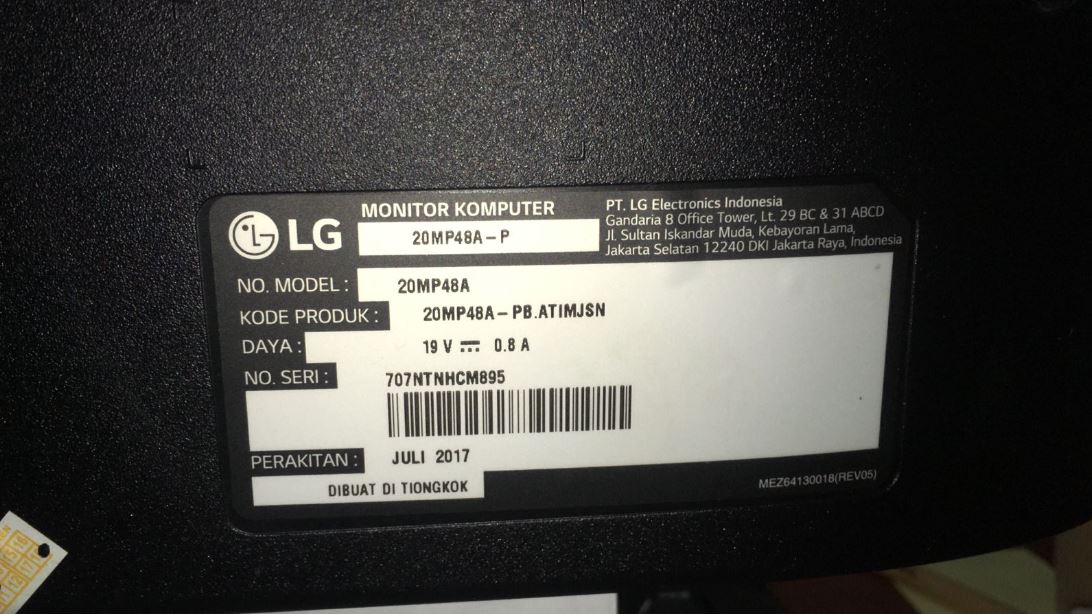 LG
MONITOR KOMPUTER
20MP48A-P
PT. LG Electronics Indonesia
Gandaria 8 Office Tower, Lt. 29 BC & 31 ABCD
Jl. Sultan Iskandar Muda, Kebayoran Lama,
Jakarta Selatan 12240 DKI Jakarta Raya, Indonesia
NO. MODEL : 20MP48A
KODE PRODUK : 20MP48A-PB.ATIMJSN
DAYA : 19 V ⎓ 0.8 A
NO. SERI : 707NTNHCM895
PERAKITAN : JULI 2017
DIBUAT DI TIONGKOK
MEZ64130018(REV05)